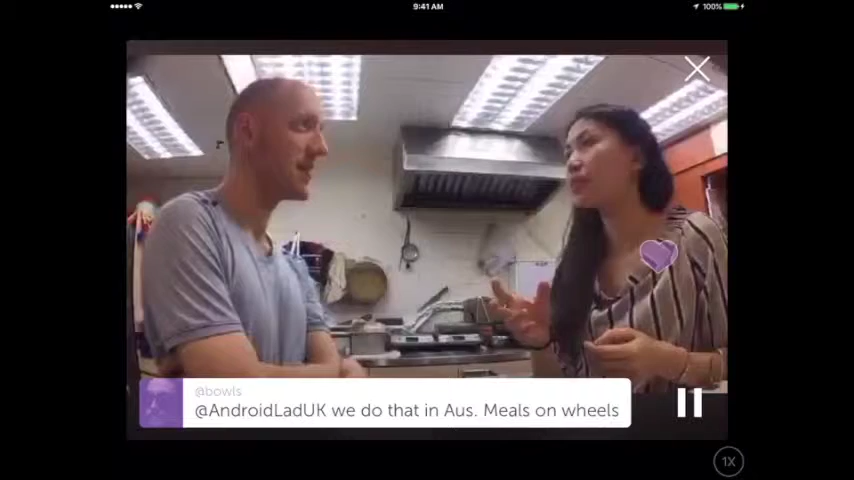 9:41 AM
100%
@bowls
@AndroidLadUK we do that in Aus. Meals on wheels
1X